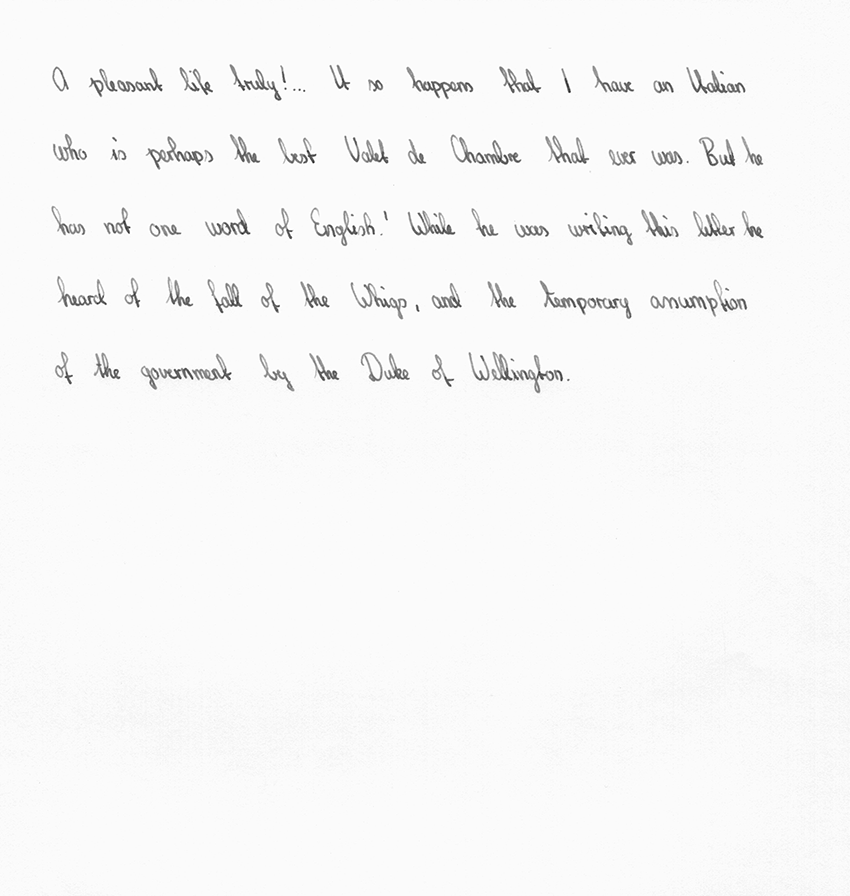 A pleasant life truly!... It so happens that I have an Italian
who is perhaps the best Valet de Chambre that ever was. But he
has not one word of English.' While he was writing this letter he
heard of the fall of the Whigs, and the temporary assumption
of the government by the Duke of Wellington.